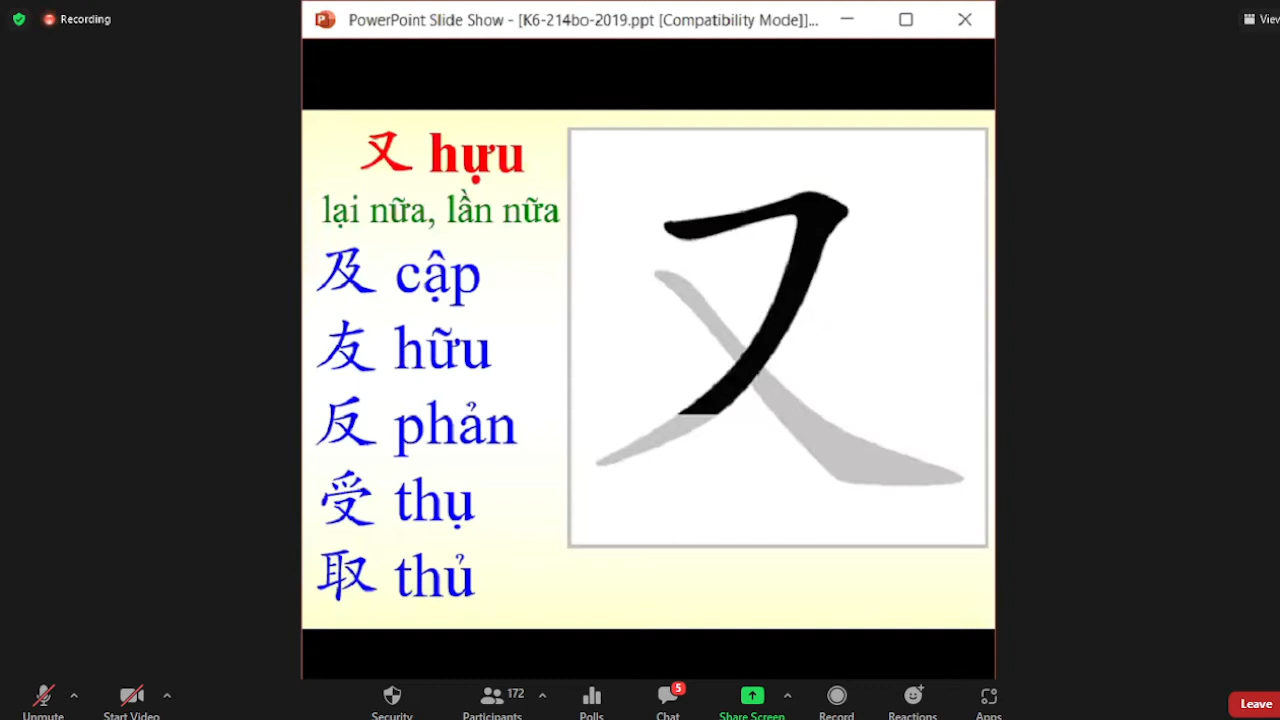 Recording
PowerPoint Slide Show - [K6-214bo-2019.ppt [Compatibility Mode]]...
View
又 hựu
lại nữa, lần nữa
及 cập
友 hữu
反 phản
受 thụ
取 thủ
又
Unmute
Start Video
Security
172
Participants
Polls
5
Chat
Share Screen
Record
Reactions
Apps
Leave